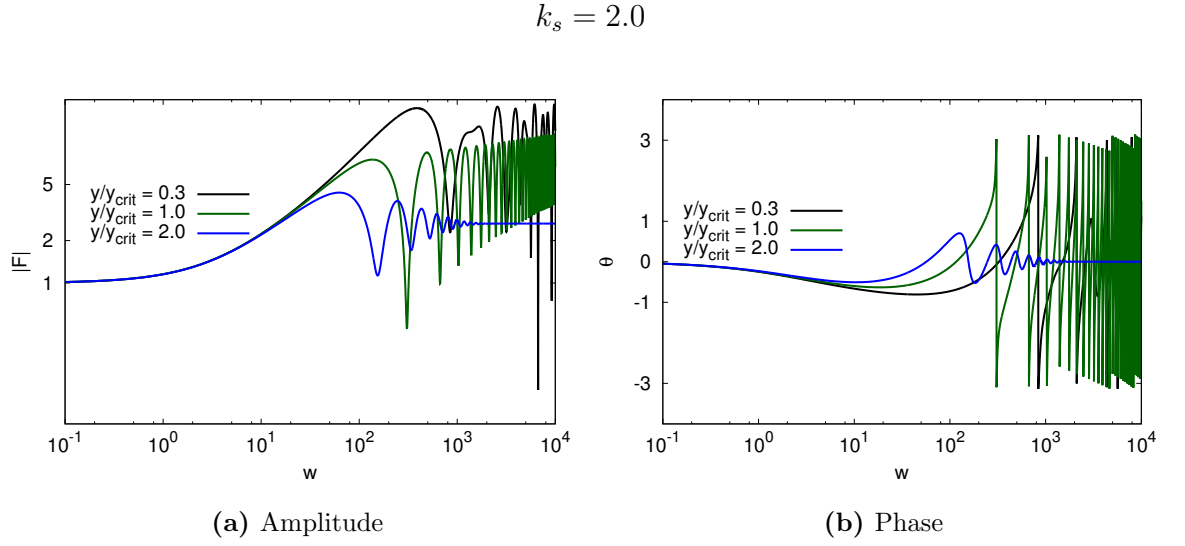 k_s = 2.0
|F|
5
2
1
y/y_crit = 0.3
y/y_crit = 1.0
y/y_crit = 2.0
10^-1 10^0 10^1 10^2 10^3 10^4
w
(a) Amplitude
θ
3
1
0
-1
-3
y/y_crit = 0.3
y/y_crit = 1.0
y/y_crit = 2.0
10^-1 10^0 10^1 10^2 10^3 10^4
w
(b) Phase